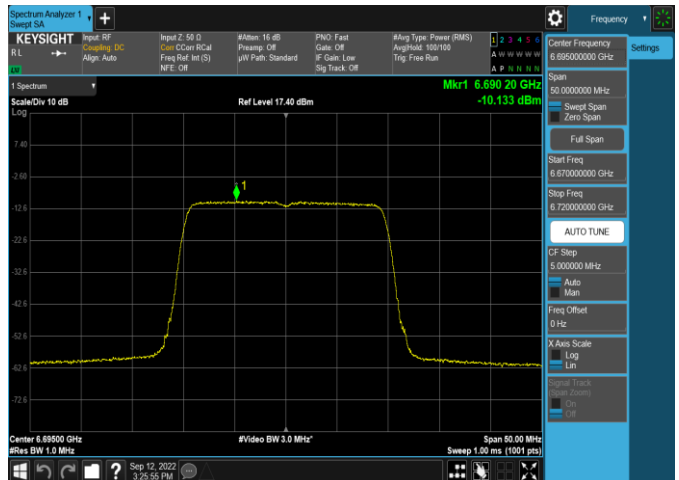 Spectrum Analyzer 1
Swept SA
+
Frequency
KEYSIGHT
RL
LV
Input: RF
Coupling: DC
Align: Auto
Input Z: 50 Ω
Corr CCorr RCal
Freq Ref: Int (S)
NFE: Off
#Atten: 16 dB
Preamp: Off
µW Path: Standard
PNO: Fast
Gate: Off
IF Gain: Low
Sig Track: Off
#Avg Type: Power (RMS)
Avg|Hold: 100/100
Trig: Free Run
1 2 3 4 5 6
A W W W W W
A P N N N N
1 Spectrum
Scale/Div 10 dB
Log
Ref Level 17.40 dBm
Mkr1 6.690 20 GHz
-10.133 dBm
7.40
-2.60
-12.6
-22.6
-32.6
-42.6
-52.6
-62.6
-72.6
1
Center 6.69500 GHz
#Res BW 1.0 MHz
#Video BW 3.0 MHz*
Span 50.00 MHz
Sweep 1.00 ms (1001 pts)
Center Frequency
6.695000000 GHz
Settings
Span
50.0000000 MHz
Swept Span
Zero Span
Full Span
Start Freq
6.670000000 GHz
Stop Freq
6.720000000 GHz
AUTO TUNE
CF Step
5.000000 MHz
Auto
Man
Freq Offset
0 Hz
X Axis Scale
Log
Lin
Signal Track
(Span Zoom)
On
Off
?
Sep 12, 2022
3:25:55 PM